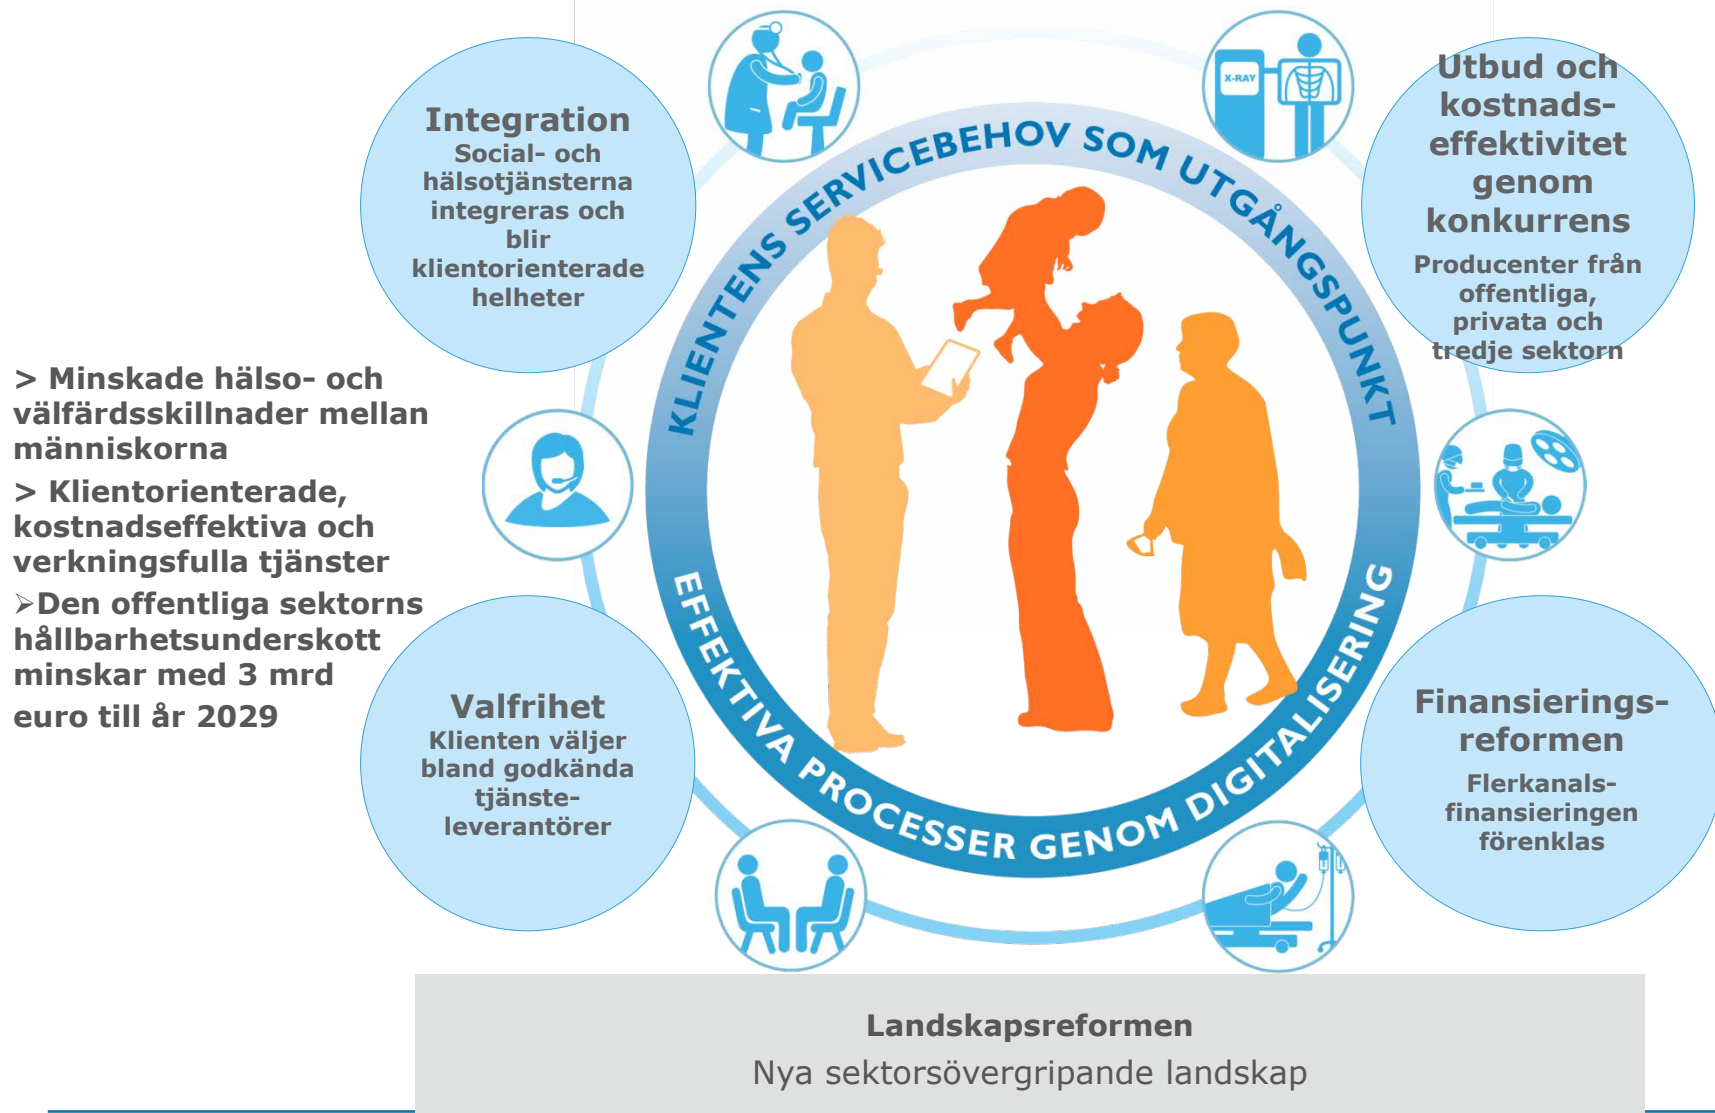 Integration
Social- och
hälsotjänsterna
integreras och
blir
klientorienterade
helheter
X-RAY
Utbud och
kostnads-
effektivitet
genom
konkurrens
Producenter från
offentliga,
privata och
tredje sektorn
KLIENTENS SERVICEBEHOV SOM UTGÅNGSPUNKT
> Minskade hälso- och
välfärdsskillnader mellan
människorna
> Klientorienterade,
kostnadseffektiva och
verkningsfulla tjänster
➢Den offentliga sektorns
hållbarhetsunderskott
minskar med 3 mrd
euro till år 2029
EFFEKTIVA PROCESSER GENOM DIGITALISERING
Valfrihet
Klienten väljer
bland godkända
tjänste-
leverantörer
Finansierings-
reformen
Flerkanals-
finansieringen
förenklas
Landskapsreformen
Nya sektorsövergripande landskap